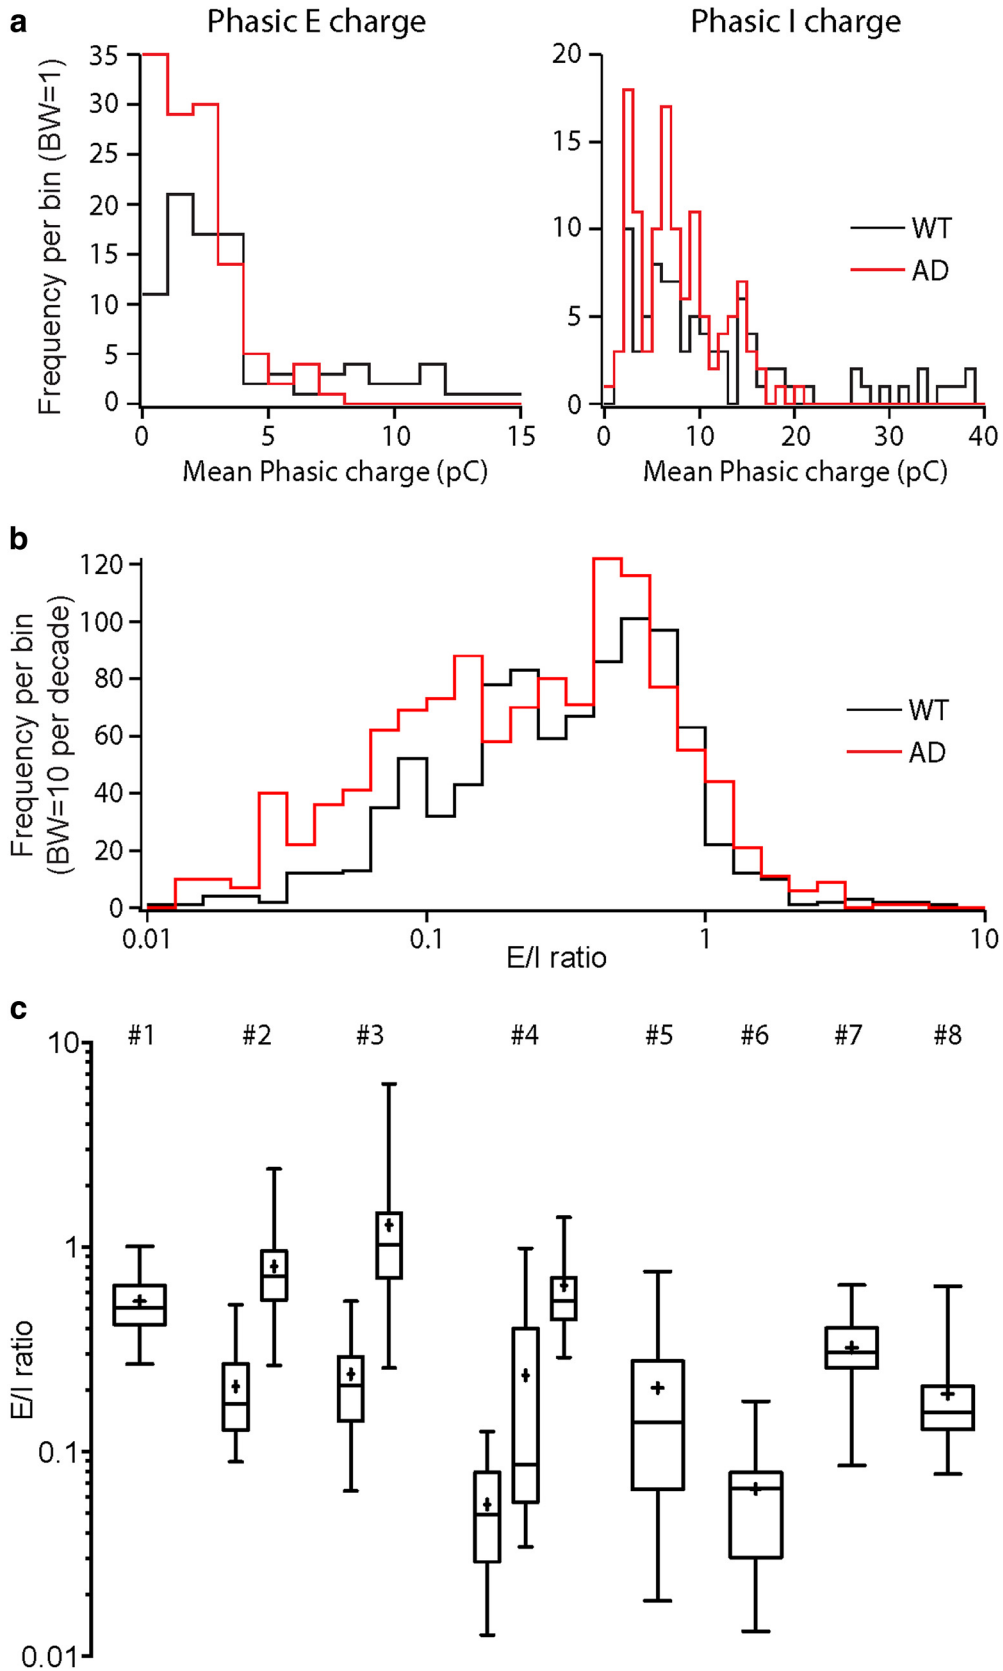 a
Phasic E charge
Phasic I charge
Frequency per bin (BW=1)
35
30
25
20
15
10
5
0
0 5 10 15
Mean Phasic charge (pC)
20
15
10
5
0
0 10 20 30 40
Mean Phasic charge (pC)
WT
AD
b
Frequency per bin
(BW=10 per decade)
120
100
80
60
40
20
0
0.01 0.1 1 10
E/I ratio
WT
AD
c
#1 #2 #3 #4 #5 #6 #7 #8
E/I ratio
10
1
0.1
0.01